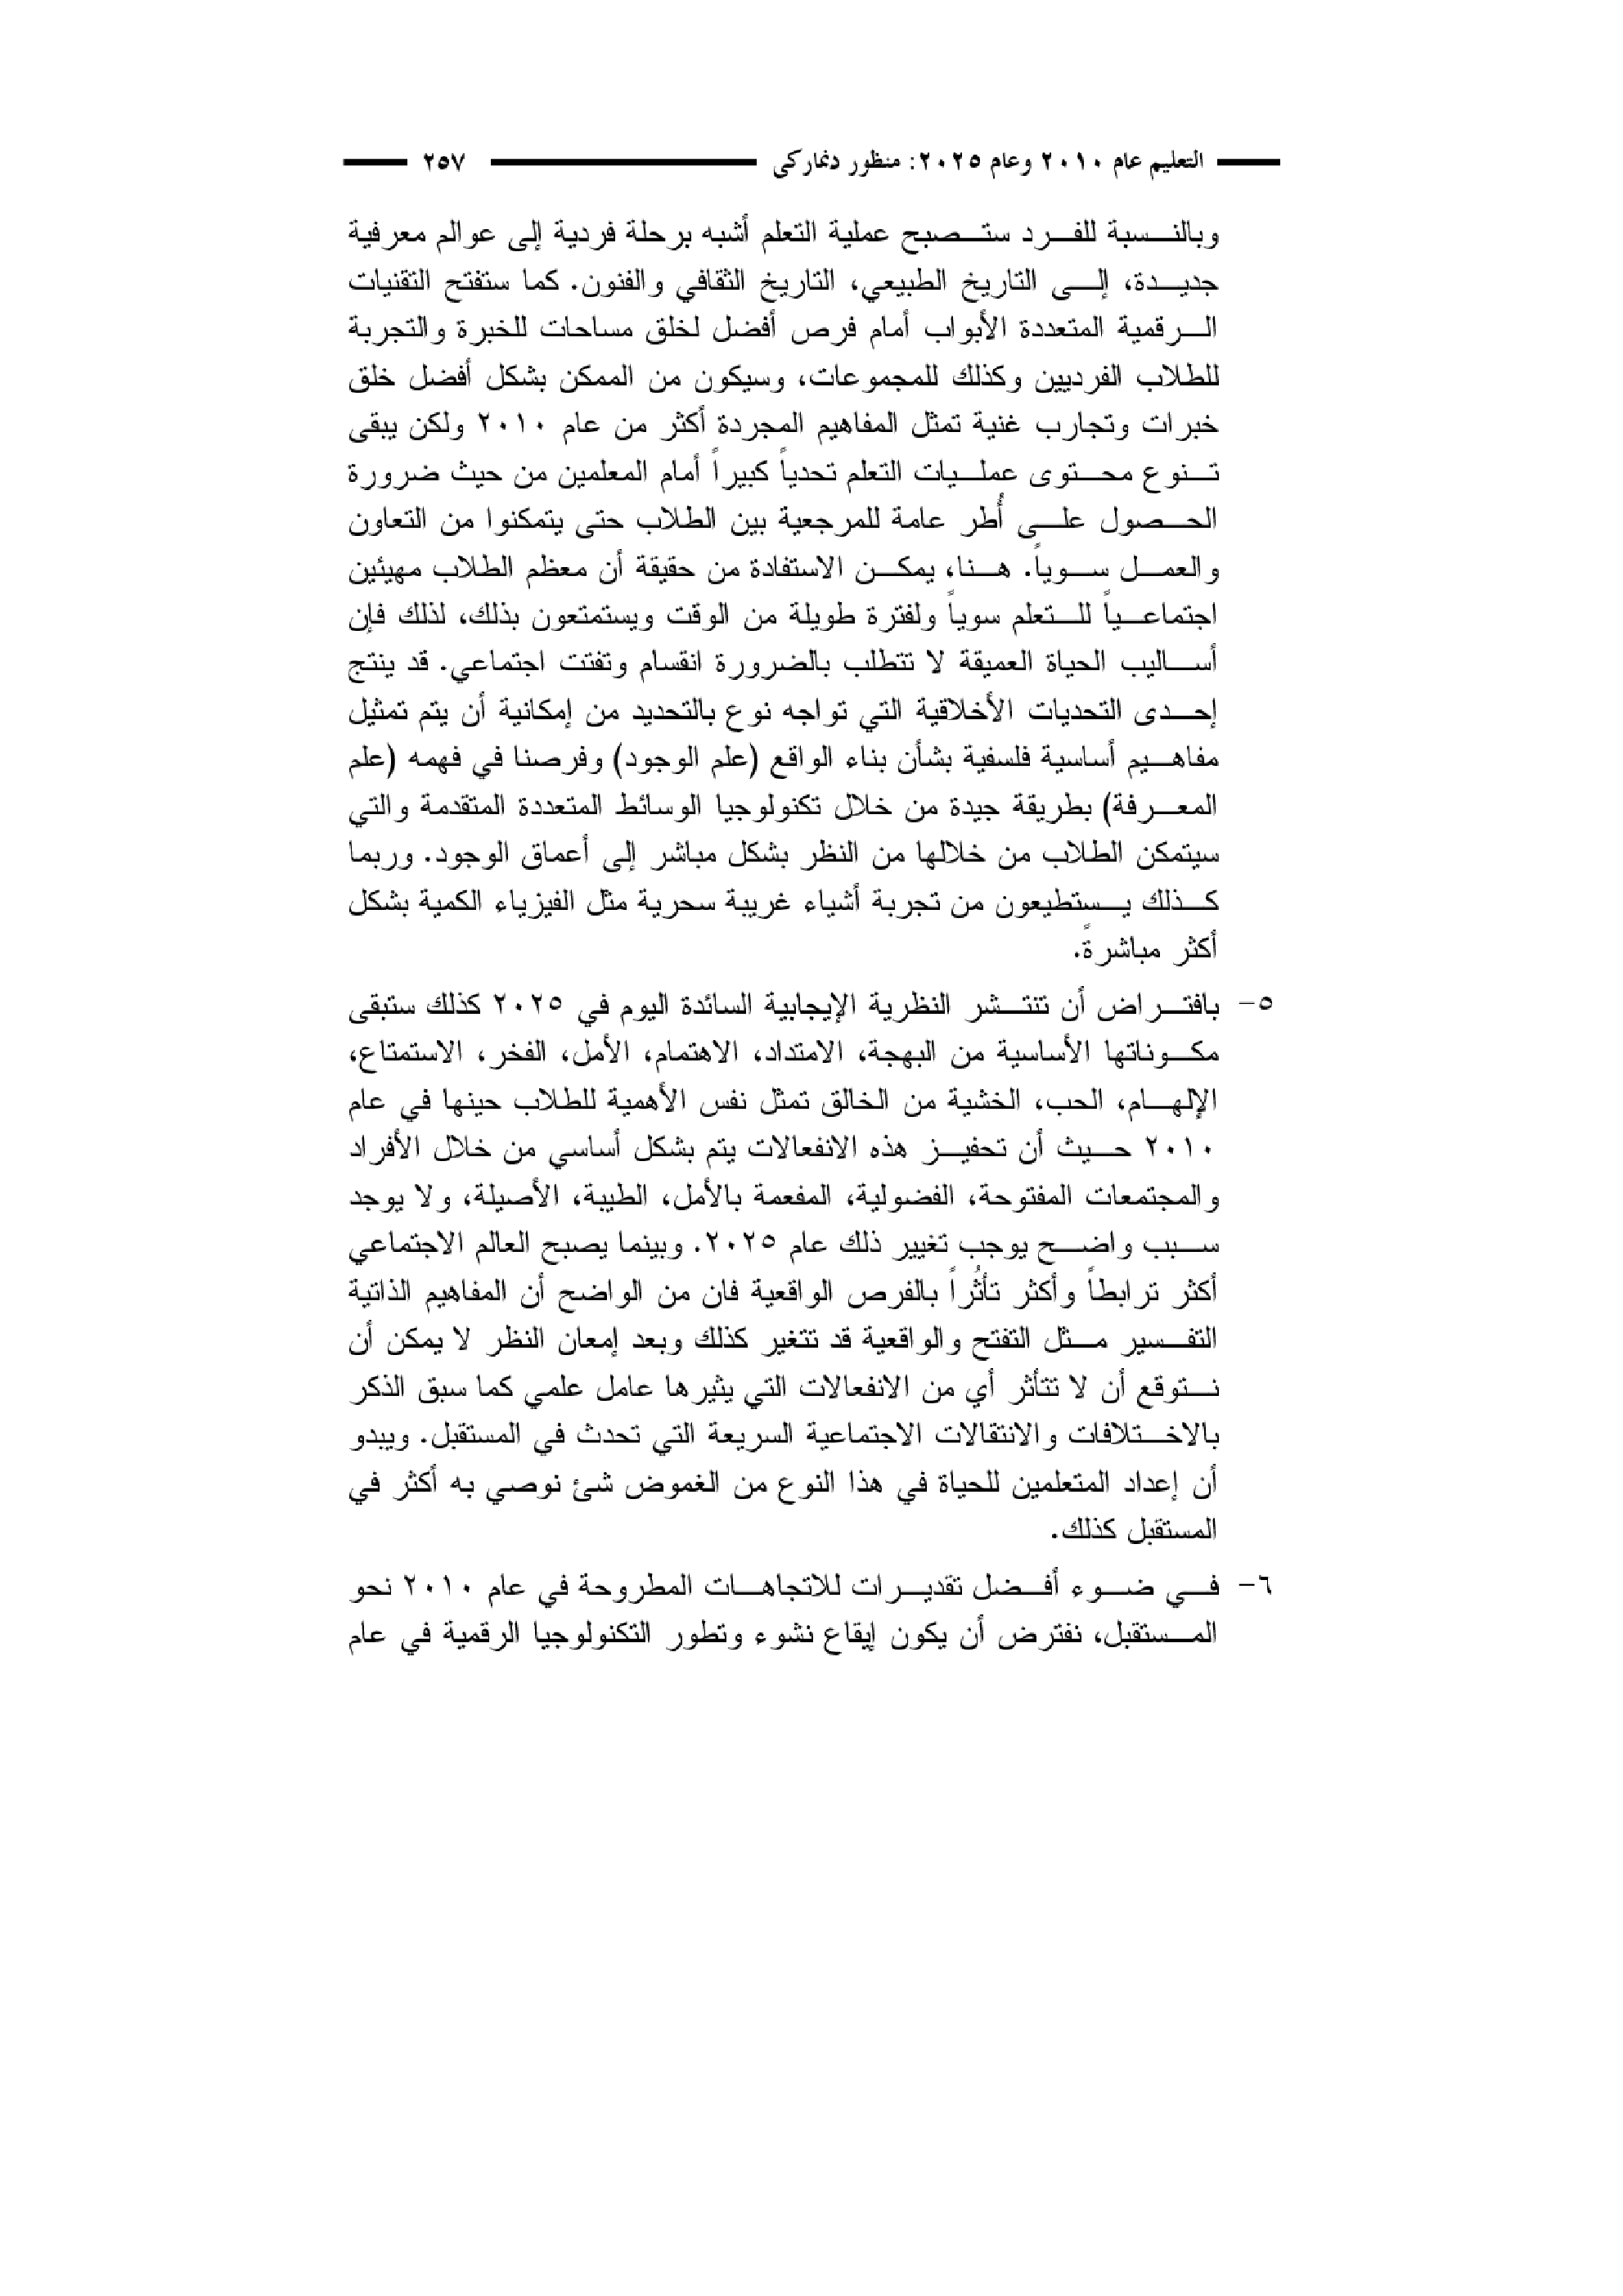 التعليم عام ٢٠١٠ وعام ٢٠٢٥: منظور دنماركى ٢٥٧
وبالنسبة للفرد ستصبح عملية التعلم أشبه برحلة فردية إلى عوالم معرفية
جديدة، إلى التاريخ الطبيعي، التاريخ الثقافي والفنون. كما ستفتح التقنيات
الرقمية المتعددة الأبواب أمام فرص أفضل لخلق مساحات للخبرة والتجربة
للطلاب الفرديين وكذلك للمجموعات، وسيكون من الممكن بشكل أفضل خلق
خبرات وتجارب غنية تمثل المفاهيم المجردة أكثر من عام ٢٠١٠ ولكن يبقى
تنوع محتوى عمليات التعلم تحدياً كبيراً أمام المعلمين من حيث ضرورة
الحصول على أُطر عامة للمرجعية بين الطلاب حتى يتمكنوا من التعاون
والعمل سوياً. هنا، يمكن الاستفادة من حقيقة أن معظم الطلاب مهيئين
اجتماعياً للتعلم سوياً ولفترة طويلة من الوقت ويستمتعون بذلك، لذلك فإن
أساليب الحياة العميقة لا تتطلب بالضرورة انقسام وتفتت اجتماعي. قد ينتج
إحدى التحديات الأخلاقية التي تواجه نوع بالتحديد من إمكانية أن يتم تمثيل
مفاهيم أساسية فلسفية بشأن بناء الواقع (علم الوجود) وفرصنا في فهمه (علم
المعرفة) بطريقة جيدة من خلال تكنولوجيا الوسائط المتعددة المتقدمة والتي
سيتمكن الطلاب من خلالها من النظر بشكل مباشر إلى أعماق الوجود. وربما
كذلك يستطيعون من تجربة أشياء غريبة سحرية مثل الفيزياء الكمية بشكل
أكثر مباشرةً.
٥- بافتراض أن تنتشر النظرية الإيجابية السائدة اليوم في ٢٠٢٥ كذلك ستبقى
مكوناتها الأساسية من البهجة، الامتداد، الاهتمام، الأمل، الفخر، الاستمتاع،
الإلهام، الحب، الخشية من الخالق تمثل نفس الأهمية للطلاب حينها في عام
٢٠١٠ حيث أن تحفيز هذه الانفعالات يتم بشكل أساسي من خلال الأفراد
والمجتمعات المفتوحة، الفضولية، المفعمة بالأمل، الطيبة، الأصيلة، ولا يوجد
سبب واضح يوجب تغيير ذلك عام ٢٠٢٥. وبينما يصبح العالم الاجتماعي
أكثر ترابطاً وأكثر تأثُراً بالفرص الواقعية فان من الواضح أن المفاهيم الذاتية
التفسير مثل التفتح والواقعية قد تتغير كذلك وبعد إمعان النظر لا يمكن أن
نتوقع أن لا تتأثر أي من الانفعالات التي يثيرها عامل علمي كما سبق الذكر
بالاختلافات والانتقالات الاجتماعية السريعة التي تحدث في المستقبل. ويبدو
أن إعداد المتعلمين للحياة في هذا النوع من الغموض شئ نوصي به أكثر في
المستقبل كذلك.
٦- في ضوء أفضل تقديرات للاتجاهات المطروحة في عام ٢٠١٠ نحو
المستقبل، نفترض أن يكون إيقاع نشوء وتطور التكنولوجيا الرقمية في عام